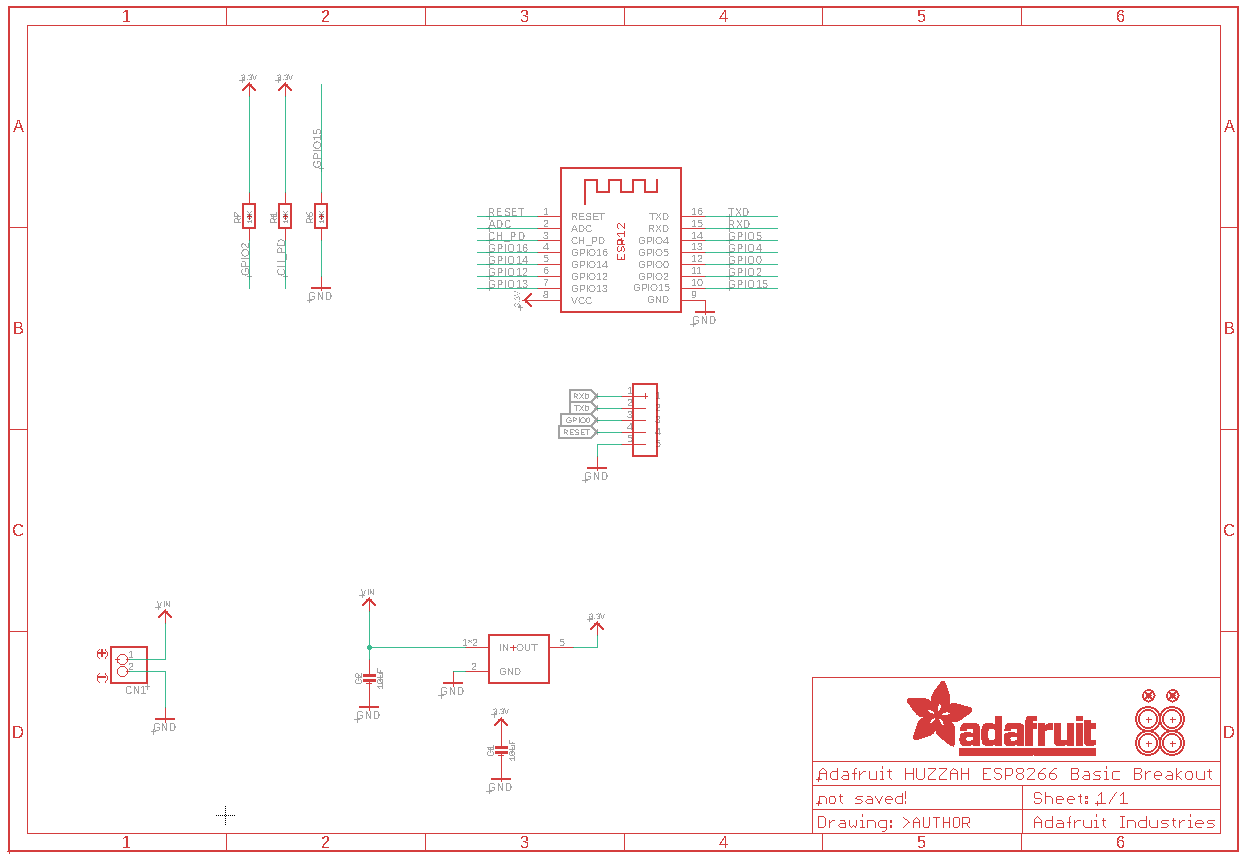 1 2 3 4 5 6
A A
B B
C C
D D
3.3V 3.3V
GPIO15
10K 10K
GPIO2 CH_PD
GND
RESET 1 RESET TXD 16 TXD
ADC 2 ADC RXD 15 RXD
CH_PD 3 CH_PD GPIO4 14 GPIO5
GPIO16 4 GPIO16 GPIO5 13 GPIO4
GPIO14 5 GPIO14 GPIO0 12 GPIO0
GPIO12 6 GPIO12 GPIO2 11 GPIO2
GPIO13 7 GPIO13 GPIO15 10 GPIO15
3.3V 8 VCC GND 9
ESP12
GND
RXD 1
TXD 2
GPIO0 3
RESET 4
5
GND
VIN
1
2
CN1
GND
VIN
1*2 IN OUT 5
2 GND
3.3V
GND
10uF
GND
3.3V
GND
adafruit
Adafruit HUZZAH ESP8266 Basic Breakout
not saved! Sheet: 1/1
Drawing: >AUTHOR Adafruit Industries
1 2 3 4 5 6